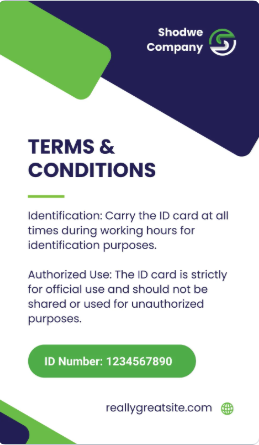 Shodwe
Company
TERMS &
CONDITIONS
Identification: Carry the ID card at all
times during working hours for
identification purposes.
Authorized Use: The ID card is strictly
for official use and should not be
shared or used for unauthorized
purposes.
ID Number: 1234567890
reallygreatsite.com